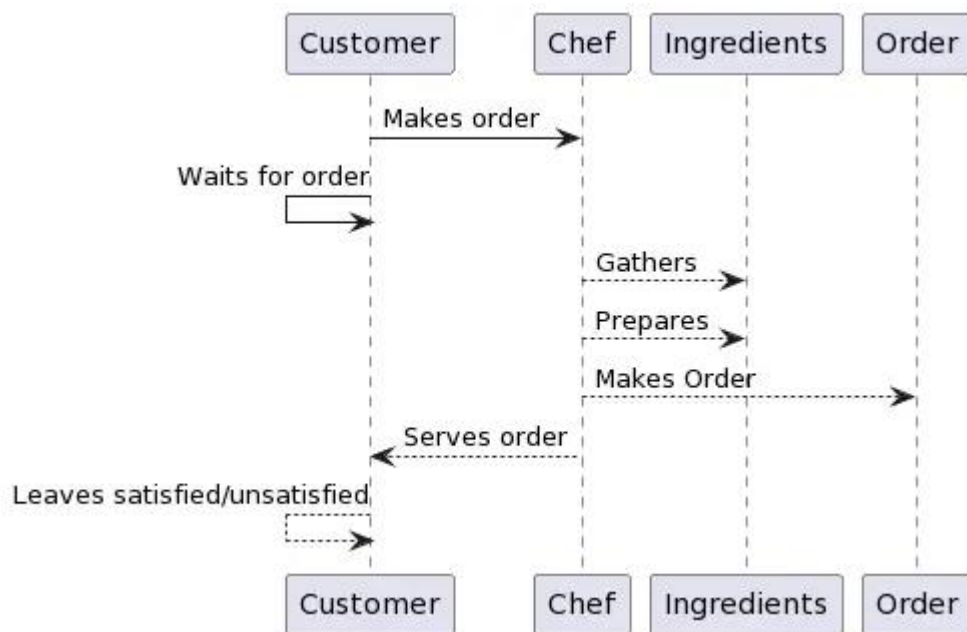 Customer Chef Ingredients Order
Makes order
Waits for order
Gathers
Prepares
Makes Order
Serves order
Leaves satisfied/unsatisfied
Customer Chef Ingredients Order